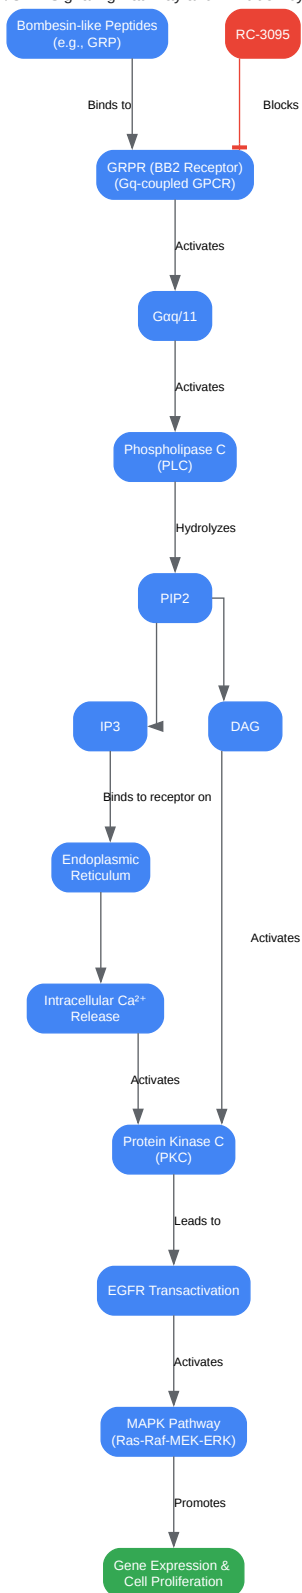 Bombesin-like Peptides
(e.g., GRP)
RC-3095
Binds to
Blocks
GRPR (BB2 Receptor)
(Gq-coupled GPCR)
Activates
Gαq/11
Activates
Phospholipase C
(PLC)
Hydrolyzes
PIP2
IP3
DAG
Binds to receptor on
Endoplasmic
Reticulum
Activates
Intracellular Ca²⁺
Release
Activates
Protein Kinase C
(PKC)
Leads to
EGFR Transactivation
Activates
MAPK Pathway
(Ras-Raf-MEK-ERK)
Promotes
Gene Expression &
Cell Proliferation